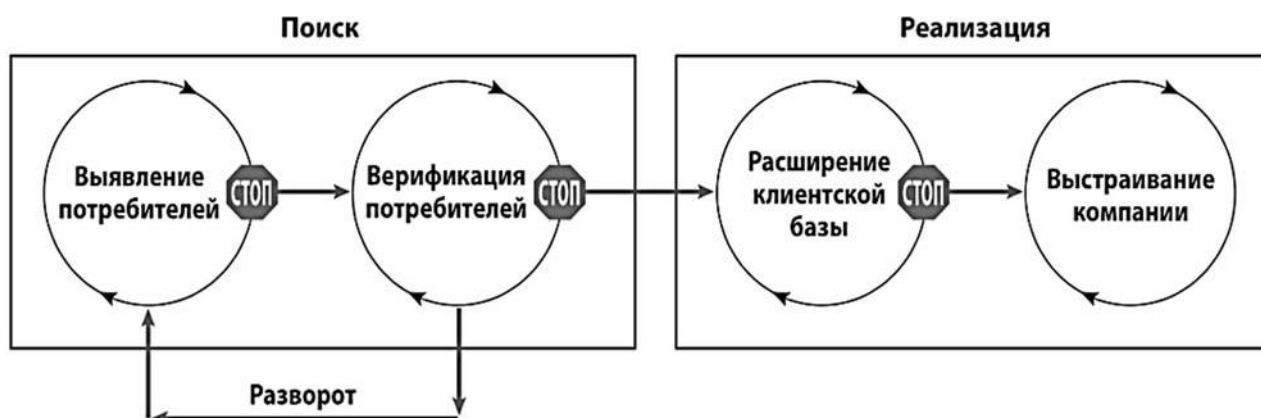 Поиск
Реализация
Выявление
потребителей
СТОП
Верификация
потребителей
СТОП
Расширение
клиентской
базы
СТОП
Выстраивание
компании
Разворот